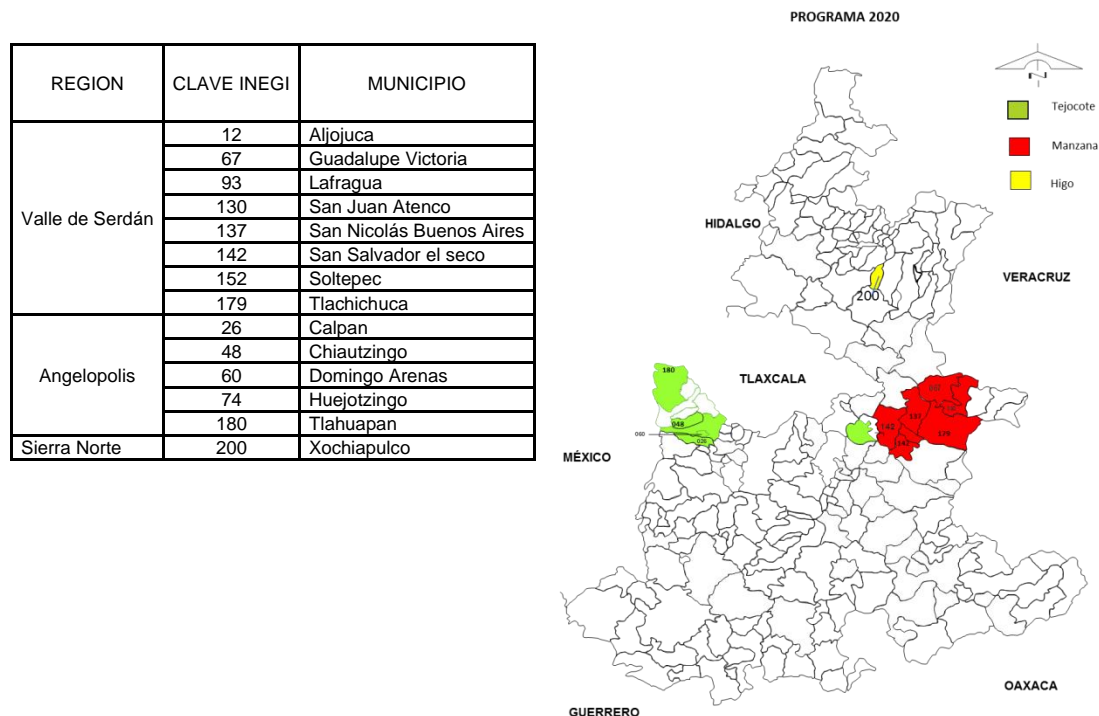 PROGRAMA 2020
REGION CLAVE INEGI MUNICIPIO
Valle de Serdán
12 Aljojuca
67 Guadalupe Victoria
93 Lafragua
130 San Juan Atenco
137 San Nicolás Buenos Aires
142 San Salvador el seco
152 Soltepec
179 Tlachichuca
Angelopolis
26 Calpan
48 Chiautzingo
60 Domingo Arenas
74 Huejotzingo
180 Tlahuapan
Sierra Norte 200 Xochiapulco
N
Tejocote
Manzana
Higo
HIDALGO
VERACRUZ
200
TLAXCALA
180
048
060
026
142
179
MÉXICO
OAXACA
GUERRERO